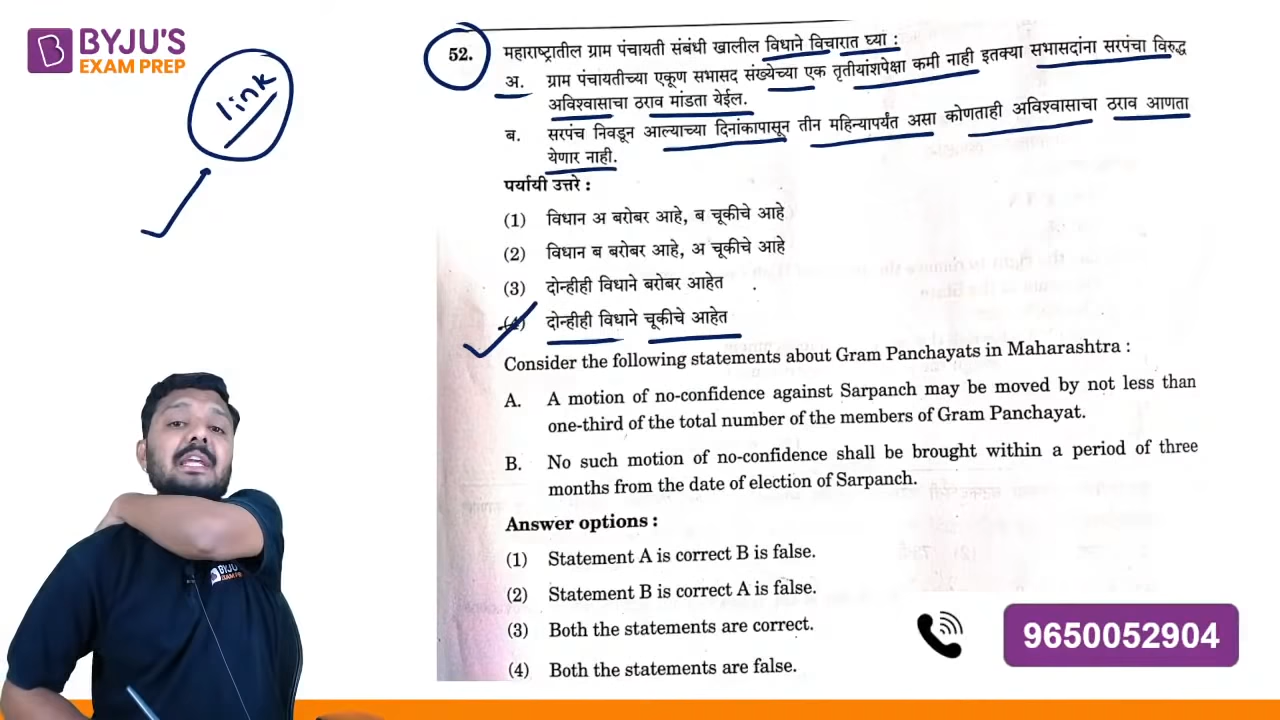 BYJU'S
EXAM PREP
link
52. महाराष्ट्रातील ग्राम पंचायती संबंधी खालील विधाने विचारात घ्या :
अ. ग्राम पंचायतीच्या एकूण सभासद संख्येच्या एक तृतीयांशपेक्षा कमी नाही इतक्या सभासदांना सरपंचा विरुद्ध
अविश्वासाचा ठराव मांडता येईल.
ब. सरपंच निवडून आल्याच्या दिनांकापासून तीन महिन्यापर्यंत असा कोणताही अविश्वासाचा ठराव आणता
येणार नाही.
पर्यायी उत्तरे :
(1) विधान अ बरोबर आहे, ब चूकीचे आहे
(2) विधान ब बरोबर आहे, अ चूकीचे आहे
(3) दोन्हीही विधाने बरोबर आहेत
(4) दोन्हीही विधाने चूकीचे आहेत
Consider the following statements about Gram Panchayats in Maharashtra :
A. A motion of no-confidence against Sarpanch may be moved by not less than
one-third of the total number of the members of Gram Panchayat.
B. No such motion of no-confidence shall be brought within a period of three
months from the date of election of Sarpanch.
Answer options :
(1) Statement A is correct B is false.
(2) Statement B is correct A is false.
(3) Both the statements are correct.
(4) Both the statements are false.
BYJU'S
EXAM PREP
9650052904